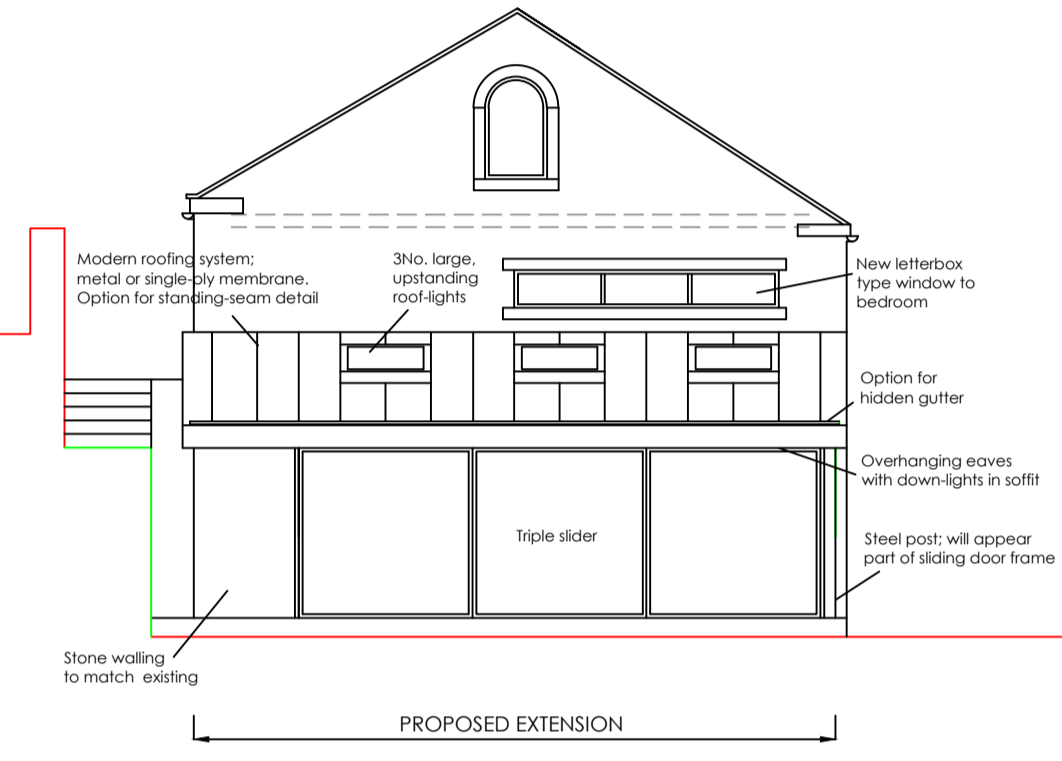 Modern roofing system;
metal or single-ply membrane.
Option for standing-seam detail
3No. large,
upstanding
roof-lights
New letterbox
type window to
bedroom
Option for
hidden gutter
Overhanging eaves
with down-lights in soffit
Triple slider
Steel post; will appear
part of sliding door frame
Stone walling
to match existing
PROPOSED EXTENSION